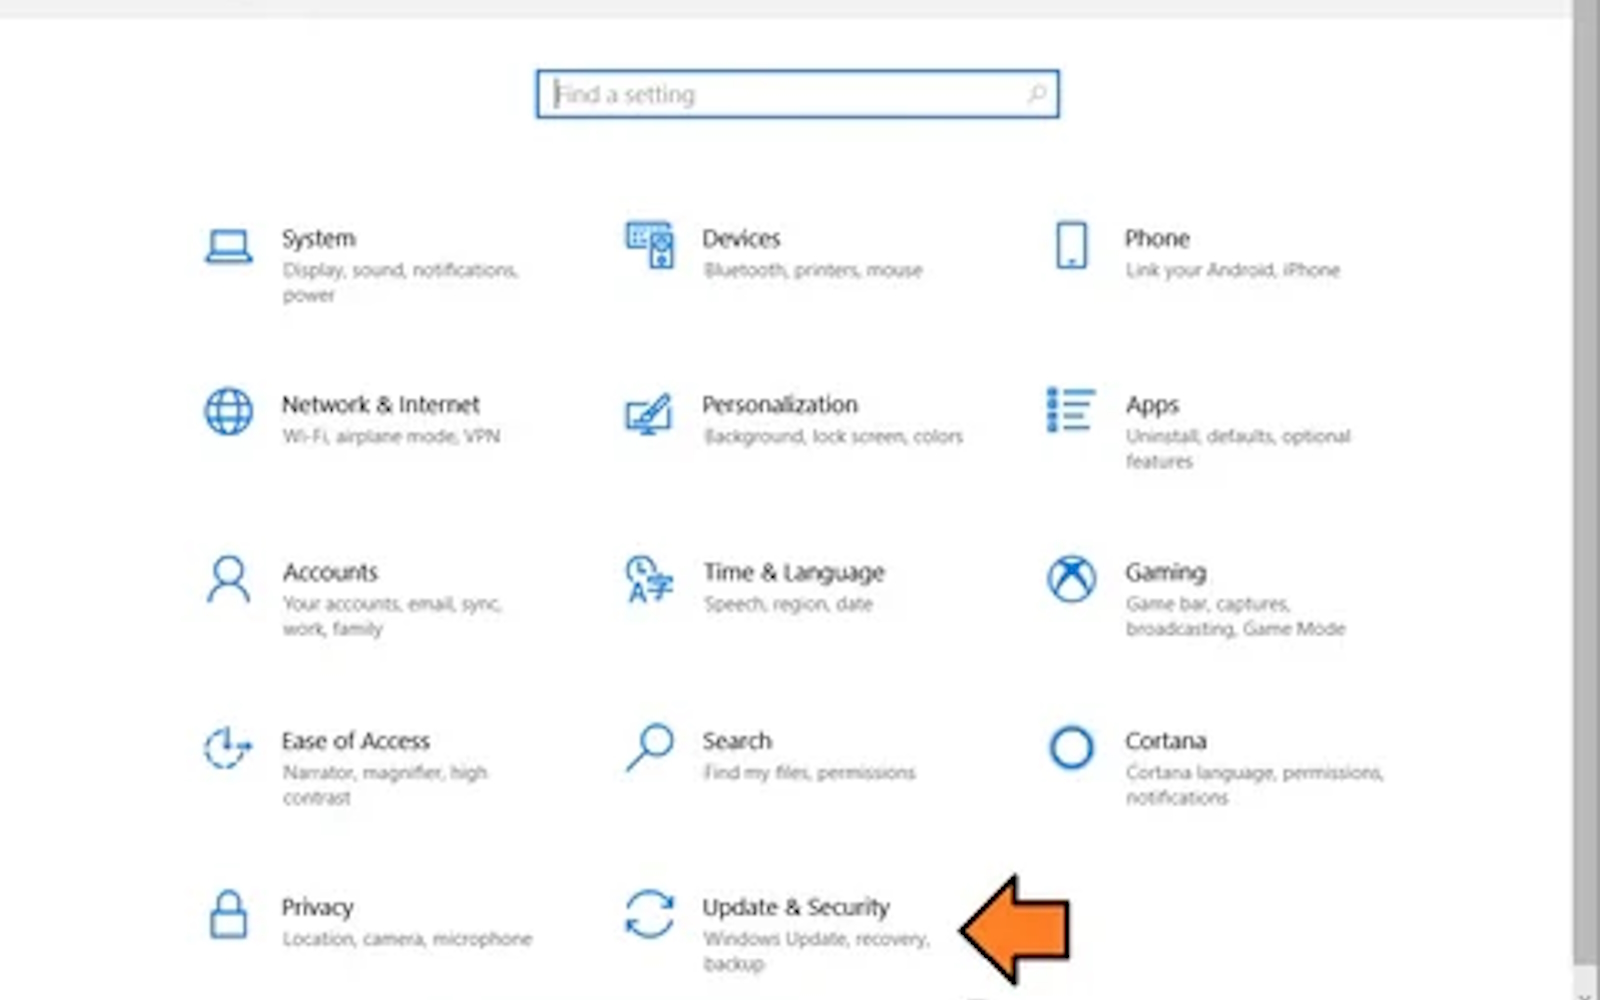 Find a setting
System
Display, sound, notifications,
power
Devices
Bluetooth, printers, mouse
Phone
Link your Android, iPhone
Network & Internet
Wi-Fi, airplane mode, VPN
Personalization
Background, lock screen, colors
Apps
Uninstall, defaults, optional
features
Accounts
Your accounts, email, sync,
work, family
Time & Language
Speech, region, date
Gaming
Game bar, captures,
broadcasting, Game Mode
Ease of Access
Narrator, magnifier, high
contrast
Search
Find my files, permissions
Cortana
Cortana language, permissions,
notifications
Privacy
Location, camera, microphone
Update & Security
Windows Update, recovery,
backup